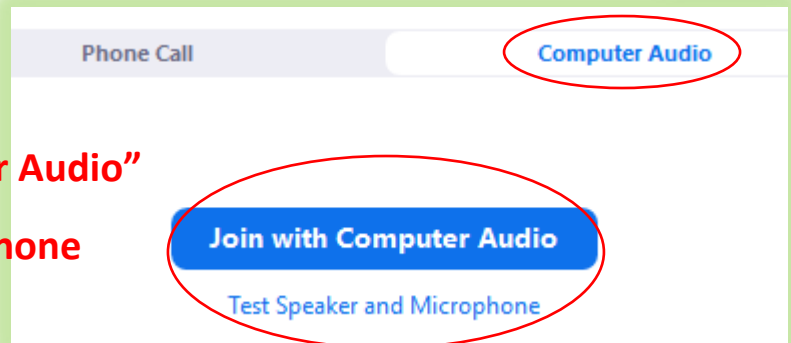 Phone Call Computer Audio
r Audio”
Join with Computer Audio
hone
Test Speaker and Microphone